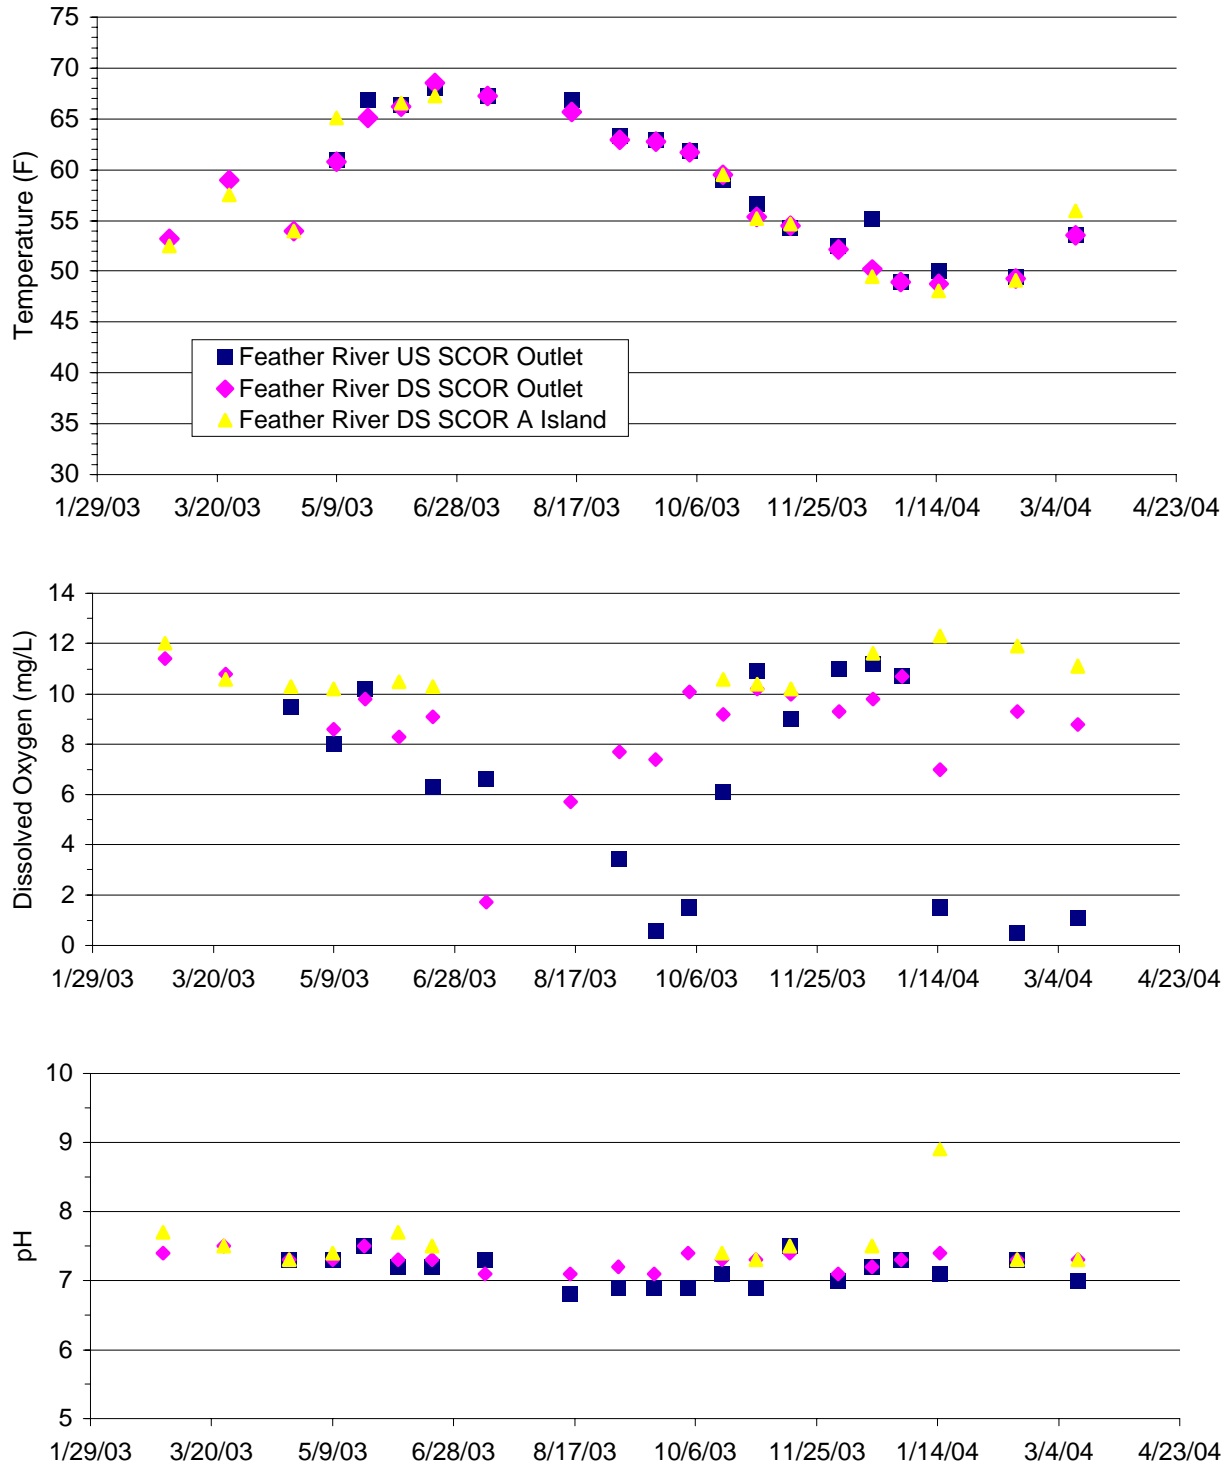 75
70
65
60
55
50
45
40
35
30
Temperature (F)
Feather River US SCOR Outlet
Feather River DS SCOR Outlet
Feather River DS SCOR A Island
1/29/03 3/20/03 5/9/03 6/28/03 8/17/03 10/6/03 11/25/03 1/14/04 3/4/04 4/23/04
14
12
10
8
6
4
2
0
Dissolved Oxygen (mg/L)
1/29/03 3/20/03 5/9/03 6/28/03 8/17/03 10/6/03 11/25/03 1/14/04 3/4/04 4/23/04
10
9
8
7
6
5
pH
1/29/03 3/20/03 5/9/03 6/28/03 8/17/03 10/6/03 11/25/03 1/14/04 3/4/04 4/23/04